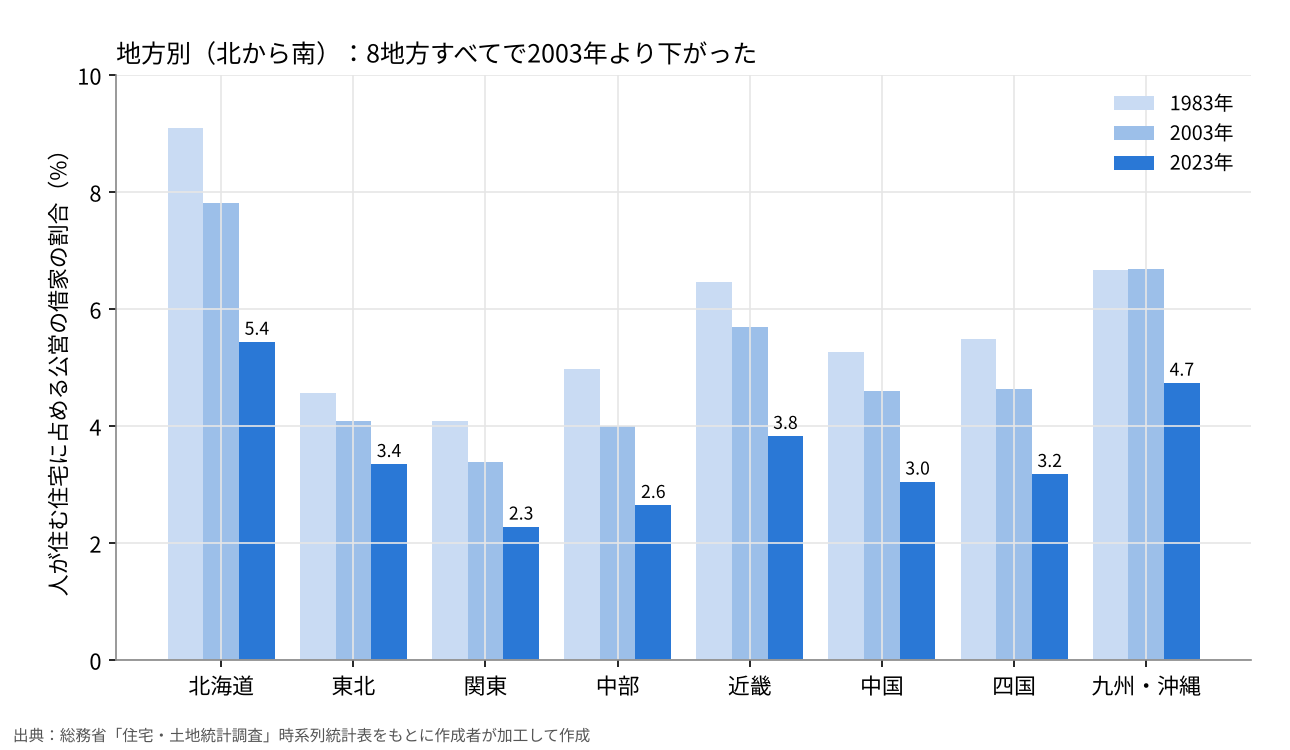 地方別（北から南）：8地方すべてで2003年より下がった
人が住む住宅に占める公営の借家の割合（%）
10
8
6
4
2
0
1983年
2003年
2023年
5.4
3.4
2.3
2.6
3.8
3.0
3.2
4.7
北海道
東北
関東
中部
近畿
中国
四国
九州・沖縄
出典：総務省「住宅・土地統計調査」時系列統計表をもとに作成者が加工して作成